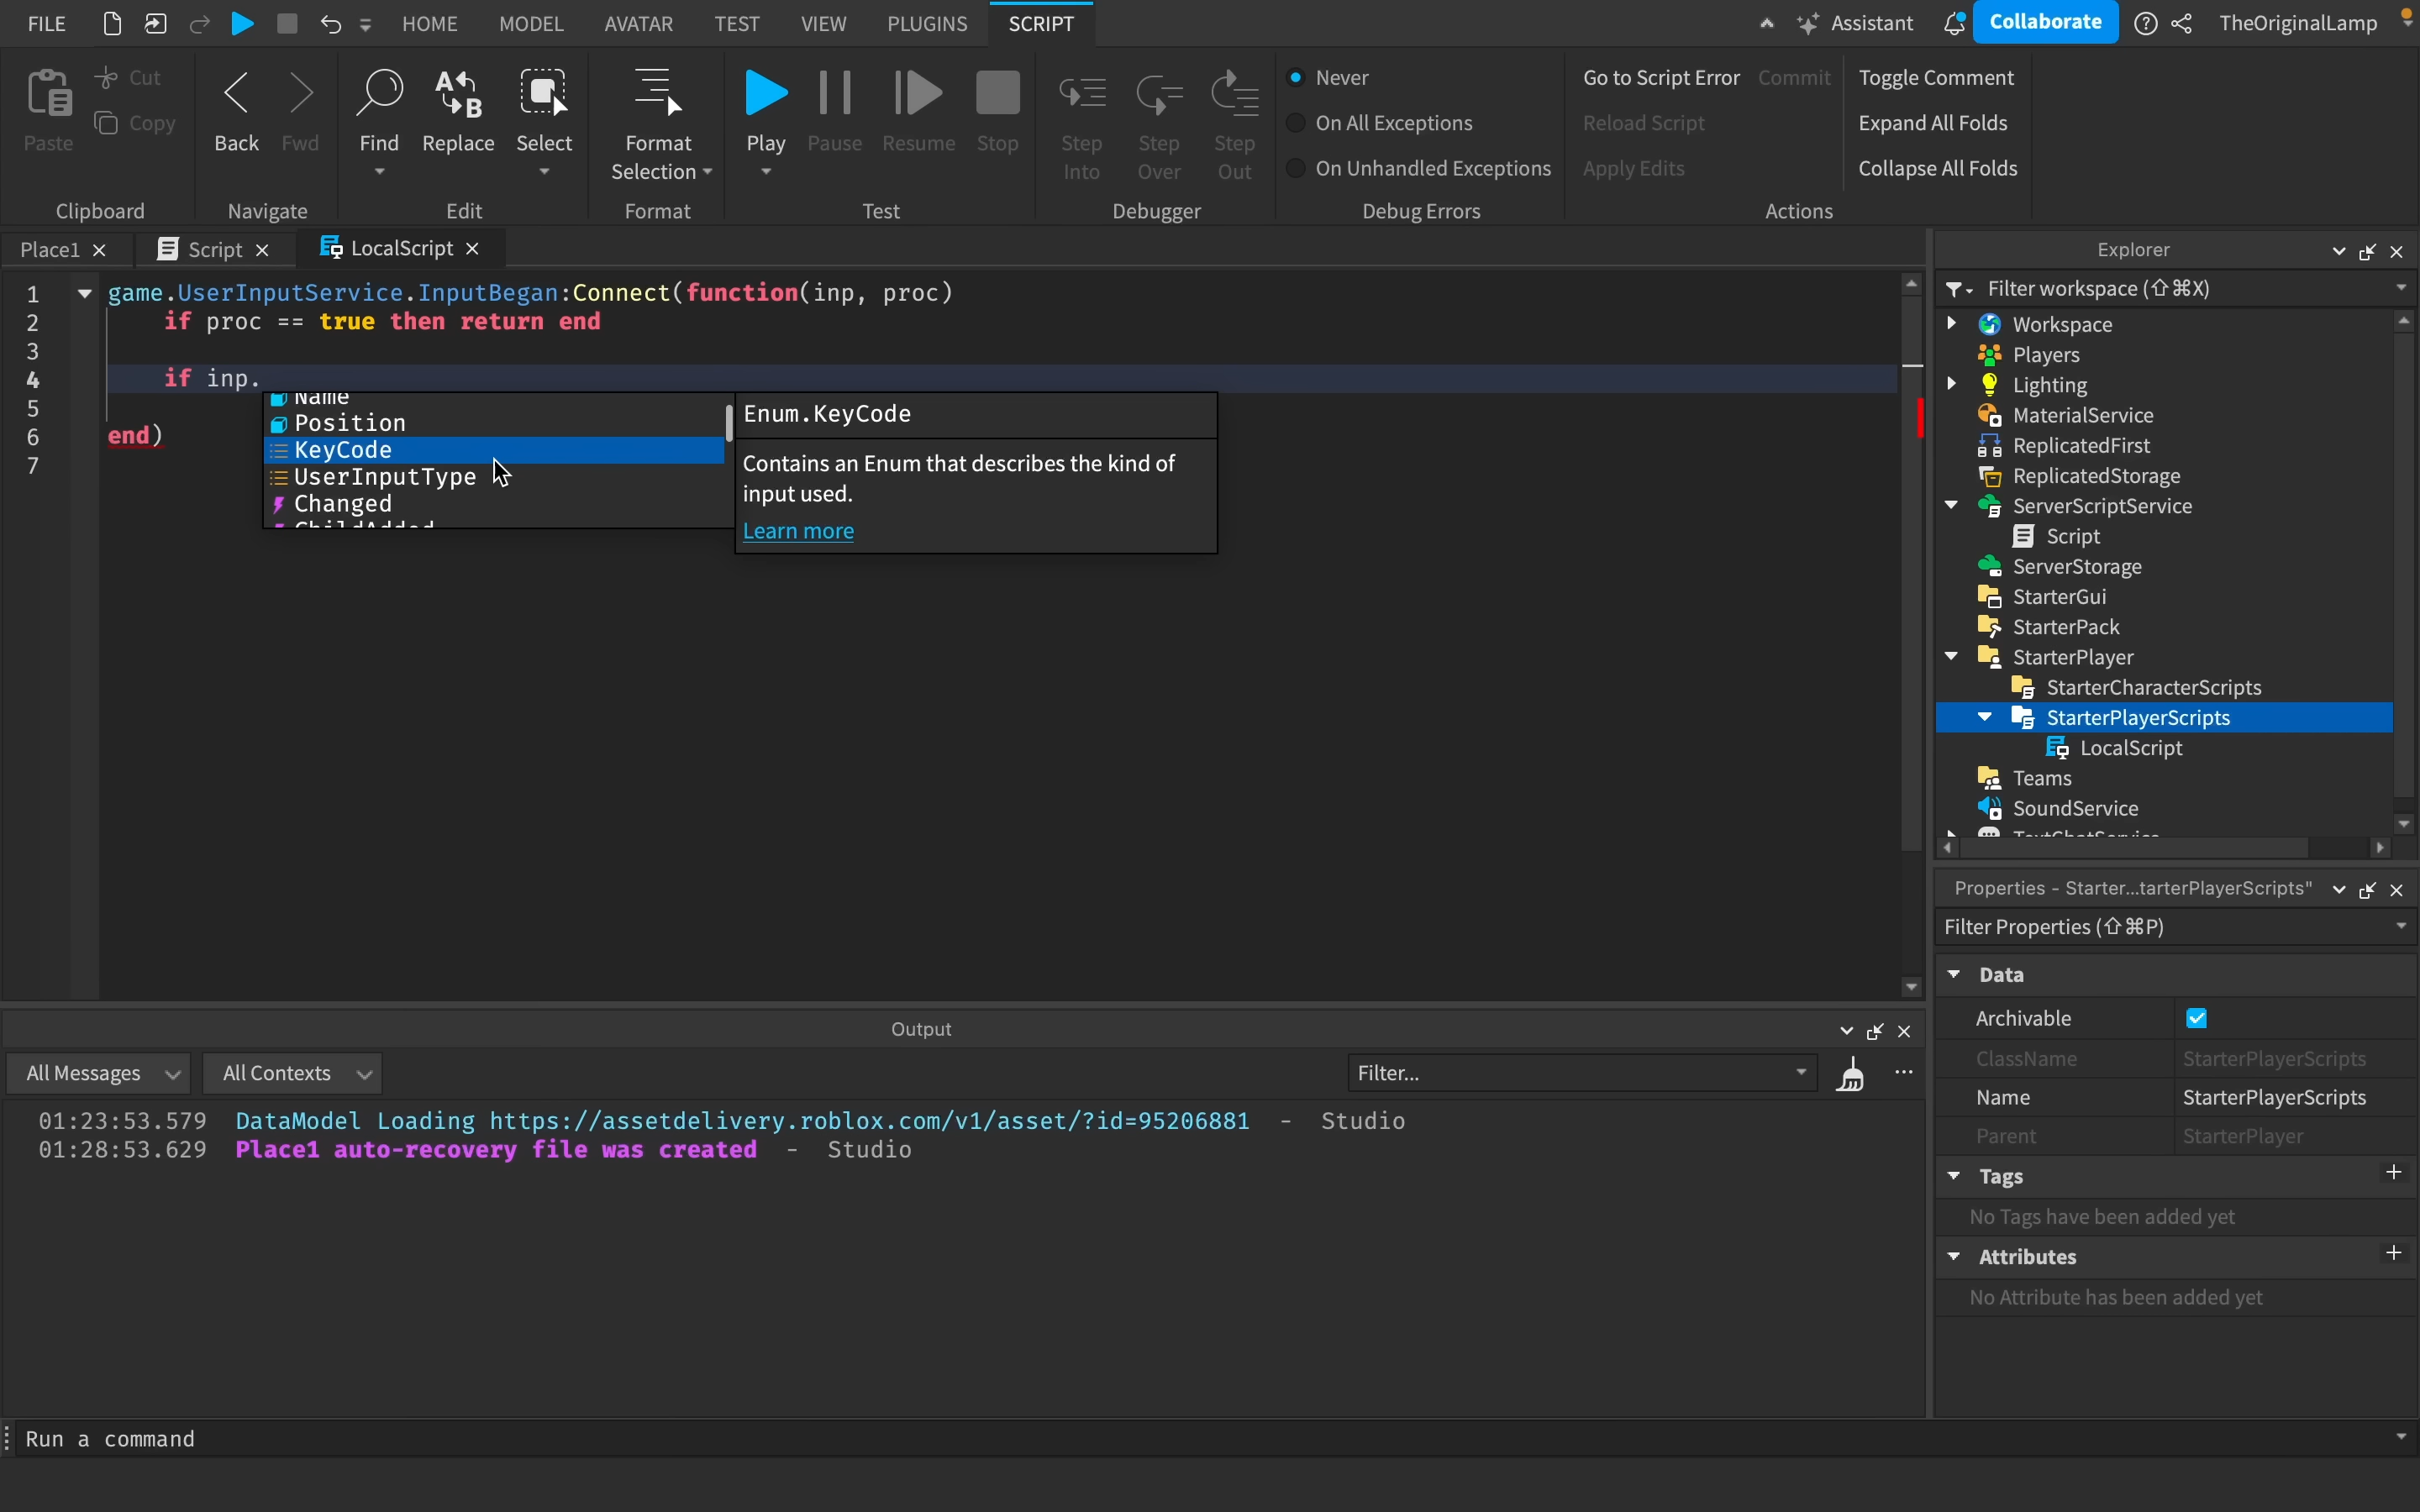 FILE HOME MODEL AVATAR TEST VIEW PLUGINS SCRIPT Assistant Collaborate TheOriginalLamp
Paste Cut Copy
Clipboard
Back Fwd
Navigate
Find Replace Select
Edit
Format Selection
Format
Play Pause Resume Stop
Test
Step Into Step Over Step Out
Debugger
Never
On All Exceptions
On Unhandled Exceptions
Debug Errors
Go to Script Error Commit Toggle Comment
Reload Script Expand All Folds
Apply Edits Collapse All Folds
Actions
Place1 Script LocalScript
1 game.UserInputService.InputBegan:Connect(function(inp, proc)
2 if proc == true then return end
3
4 if inp.
5
6 end)
7
Name
Position
KeyCode
UserInputType
Changed
ChildAdded
Enum.KeyCode
Contains an Enum that describes the kind of
input used.
Learn more
Explorer
Filter workspace (⇧⌘X)
Workspace
Players
Lighting
MaterialService
ReplicatedFirst
ReplicatedStorage
ServerScriptService
Script
ServerStorage
StarterGui
StarterPack
StarterPlayer
StarterCharacterScripts
StarterPlayerScripts
LocalScript
Teams
SoundService
TextChatService
Properties - Starter...tarterPlayerScripts"
Filter Properties (⇧⌘P)
Data
Archivable
ClassName StarterPlayerScripts
Name StarterPlayerScripts
Parent StarterPlayer
Tags
No Tags have been added yet
Attributes
No Attribute has been added yet
Output
All Messages All Contexts Filter...
01:23:53.579 DataModel Loading https://assetdelivery.roblox.com/v1/asset/?id=95206881 - Studio
01:28:53.629 Place1 auto-recovery file was created - Studio
Run a command